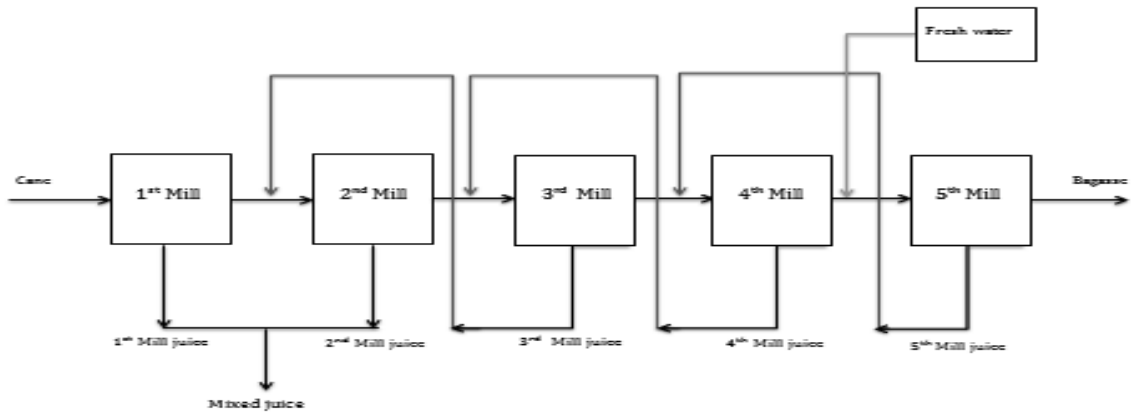 Fresh water
Cane
1st Mill
2nd Mill
3rd Mill
4th Mill
5th Mill
Bagasse
1st Mill juice
2nd Mill juice
3rd Mill juice
4th Mill juice
5th Mill juice
Mixed juice